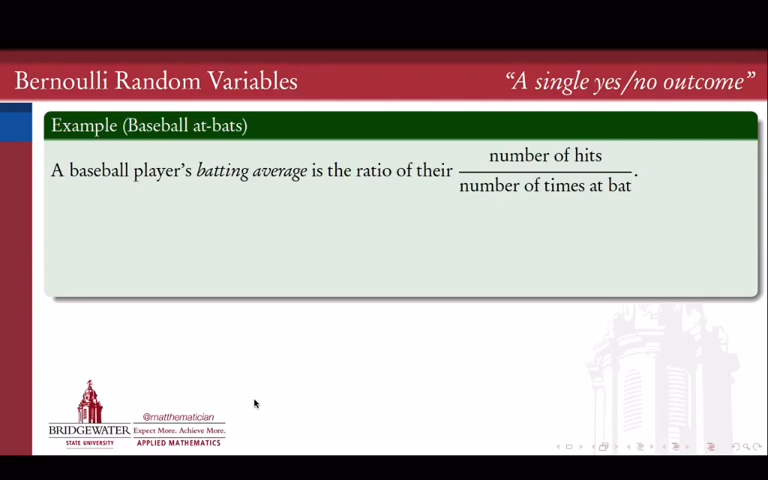 Bernoulli Random Variables
“A single yes/no outcome”
Example (Baseball at-bats)
A baseball player’s batting average is the ratio of their number of hits / number of times at bat.
@matthematician
BRIDGEWATER
STATE UNIVERSITY
Expect More. Achieve More.
APPLIED MATHEMATICS